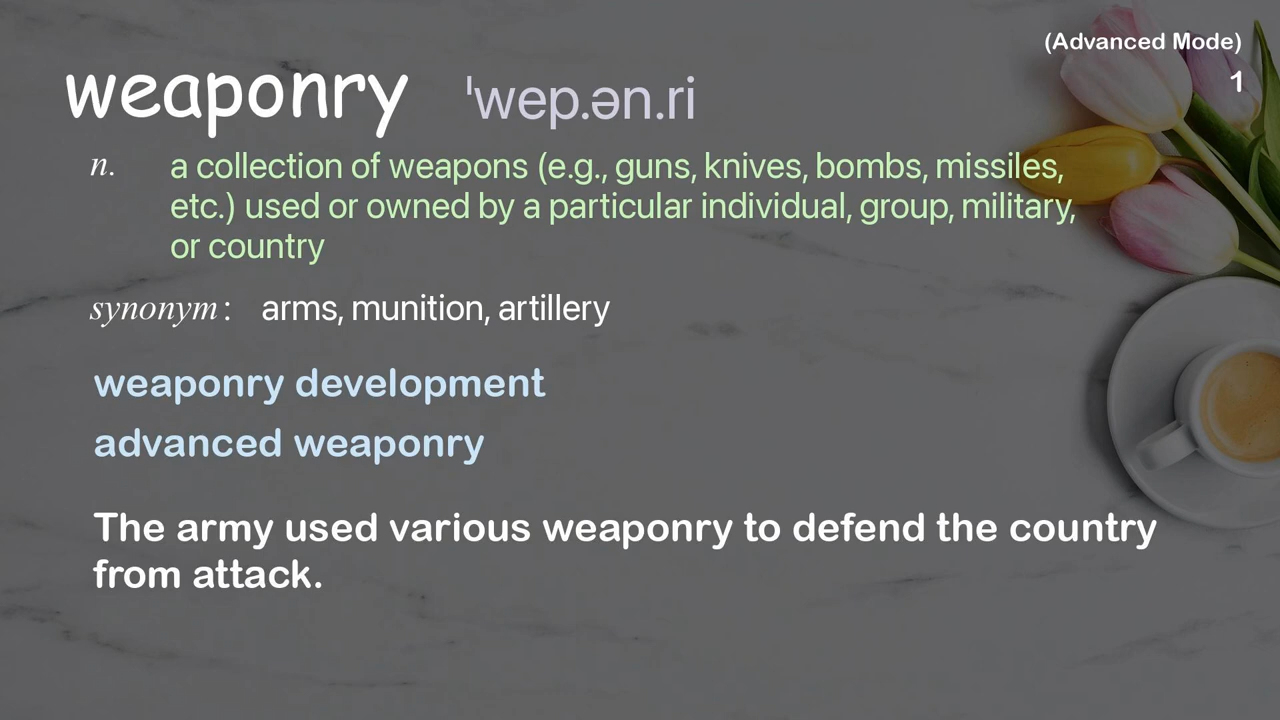 (Advanced Mode)
weaponry ˈwep.ən.ri
1
n. a collection of weapons (e.g., guns, knives, bombs, missiles,
etc.) used or owned by a particular individual, group, military,
or country
synonym: arms, munition, artillery
weaponry development
advanced weaponry
The army used various weaponry to defend the country
from attack.